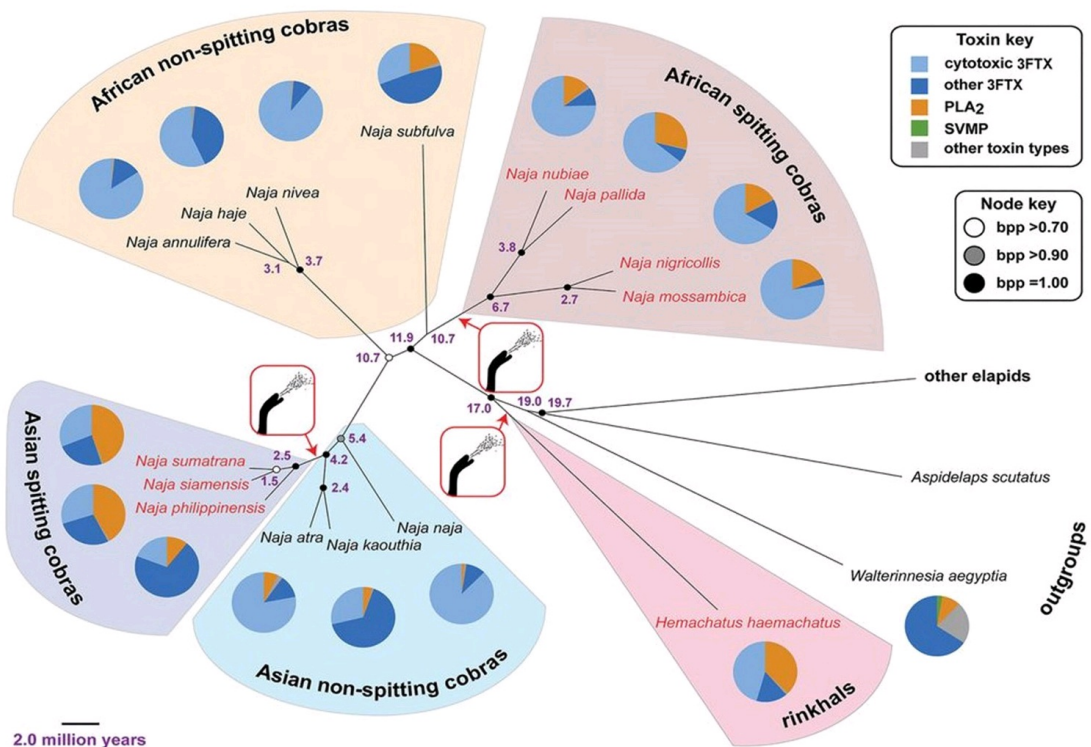 African non-spitting cobras
Naja subfulva
Naja nivea
Naja haje
Naja annulifera
3.1
3.7
African spitting cobras
Naja nubiae
Naja pallida
3.8
Naja nigricollis
Naja mossambica
6.7
2.7
Toxin key
cytotoxic 3FTX
other 3FTX
PLA2
SVMP
other toxin types
Node key
bpp >0.70
bpp >0.90
bpp =1.00
11.9
10.7
10.7
17.0
19.0
19.7
other elapids
Aspidelaps scutatus
Walterinnesia aegyptia
outgroups
Hemachatus haemachatus
rinkhals
5.4
4.2
2.4
Naja naja
Naja atra
Naja kaouthia
Asian non-spitting cobras
2.5
1.5
Naja sumatrana
Naja siamensis
Naja philippinensis
Asian spitting cobras
2.0 million years